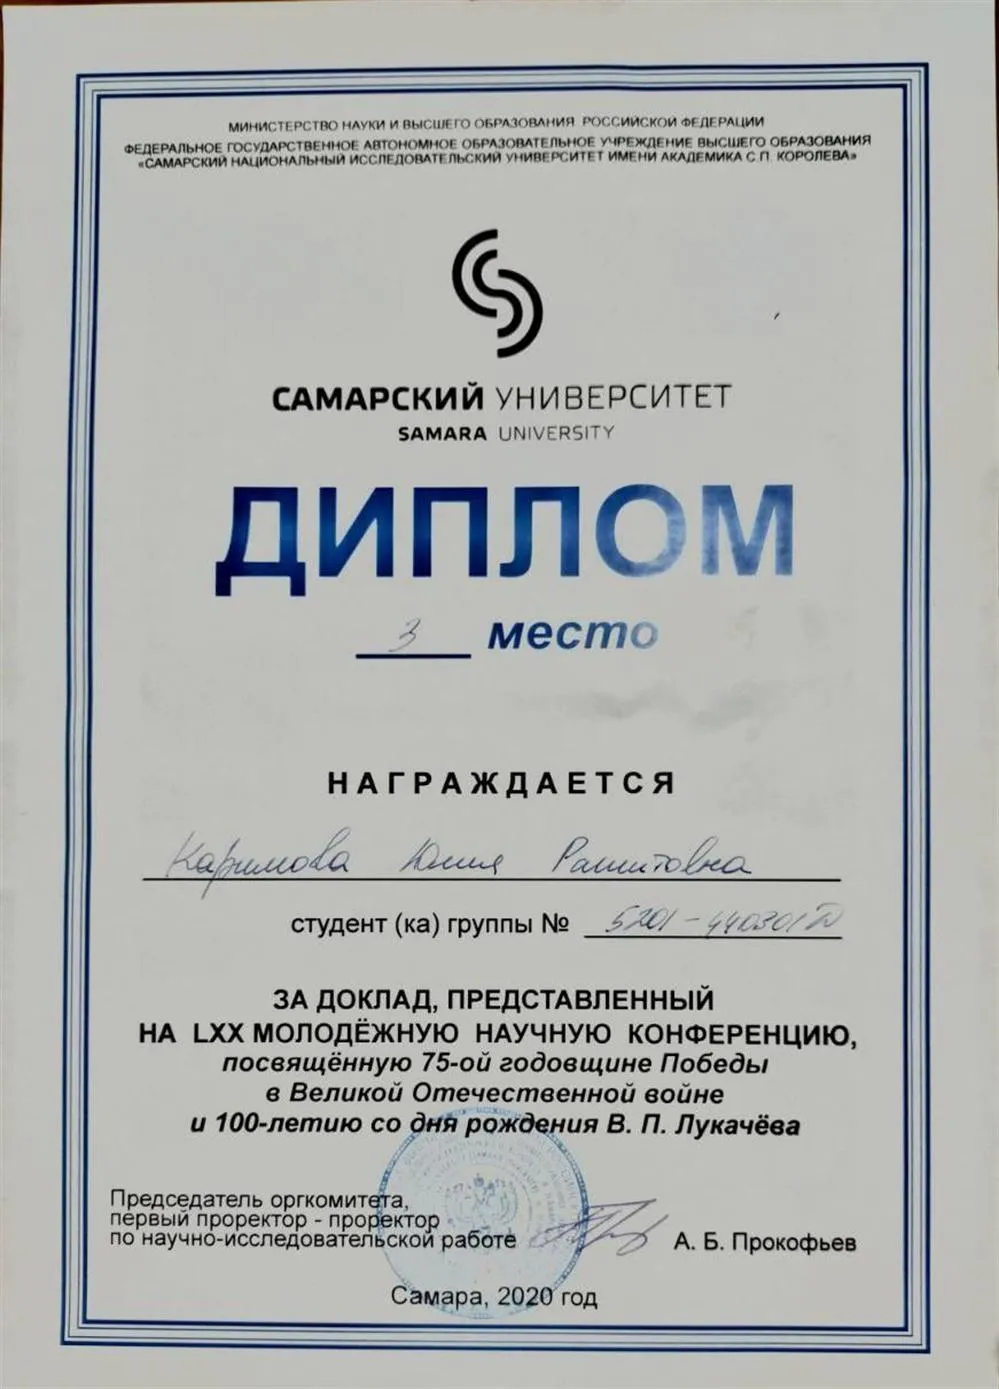 МИНИСТЕРСТВО НАУКИ И ВЫСШЕГО ОБРАЗОВАНИЯ РОССИЙСКОЙ ФЕДЕРАЦИИ
ФЕДЕРАЛЬНОЕ ГОСУДАРСТВЕННОЕ АВТОНОМНОЕ ОБРАЗОВАТЕЛЬНОЕ УЧРЕЖДЕНИЕ ВЫСШЕГО ОБРАЗОВАНИЯ
«САМАРСКИЙ НАЦИОНАЛЬНЫЙ ИССЛЕДОВАТЕЛЬСКИЙ УНИВЕРСИТЕТ ИМЕНИ АКАДЕМИКА С.П. КОРОЛЕВА»
САМАРСКИЙ УНИВЕРСИТЕТ
SAMARA UNIVERSITY
ДИПЛОМ
3 место
НАГРАЖДАЕТСЯ
Каримова Юлия Рашитовна
студент (ка) группы № 5201-440301D
ЗА ДОКЛАД, ПРЕДСТАВЛЕННЫЙ
НА LXX МОЛОДЁЖНУЮ НАУЧНУЮ КОНФЕРЕНЦИЮ,
посвящённую 75-ой годовщине Победы
в Великой Отечественной войне
и 100-летию со дня рождения В. П. Лукачёва
Председатель оргкомитета,
первый проректор - проректор
по научно-исследовательской работе
А. Б. Прокофьев
Самара, 2020 год